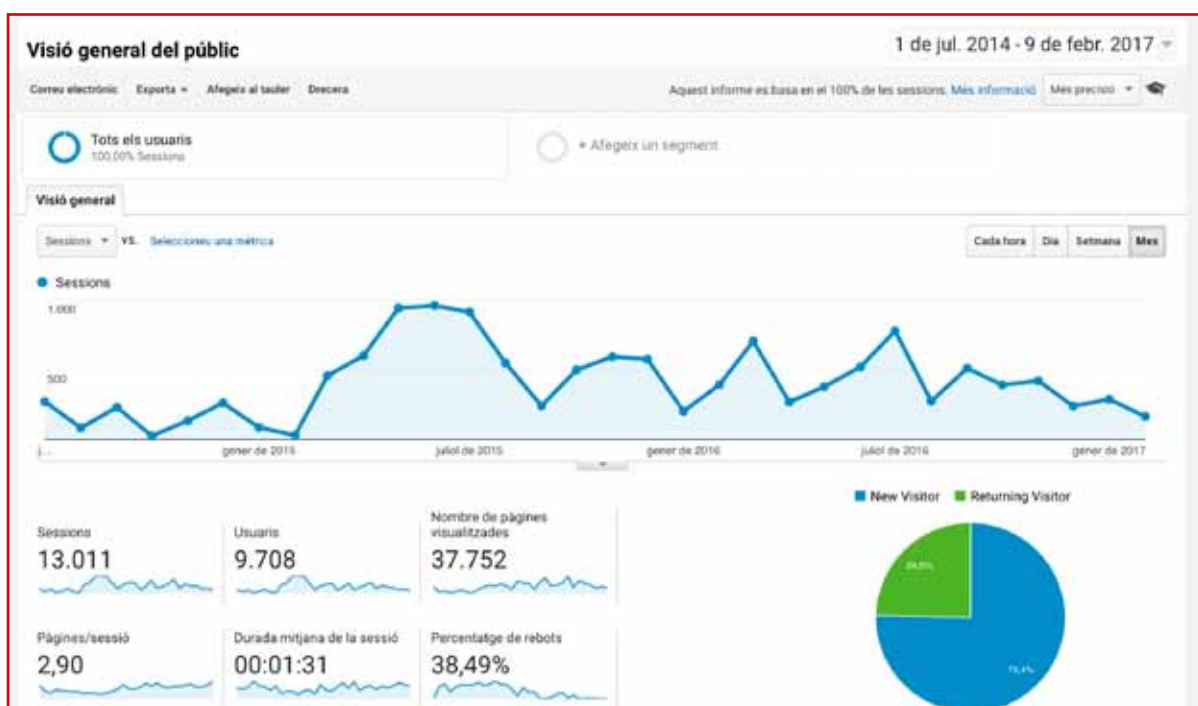 Visió general del públic
1 de jul. 2014 - 9 de febr. 2017
Correu electrònic Exporta Afegeix al tauler Drecera
Aquest informe es basa en el 100% de les sessions. Més informació Més precisió
Tots els usuaris
100,00% Sessions
+ Afegeix un segment
Visió general
Sessions VS. Seleccioneu una mètrica
Cada hora Dia Setmana Mes
Sessions
1.000
500
j... gener de 2015 juliol de 2015 gener de 2016 juliol de 2016 gener de 2017
New Visitor Returning Visitor
Sessions
13.011
Usuaris
9.708
Nombre de pàgines
visualitzades
37.752
Pàgines/sessió
2,90
Durada mitjana de la sessió
00:01:31
Percentatge de rebots
38,49%